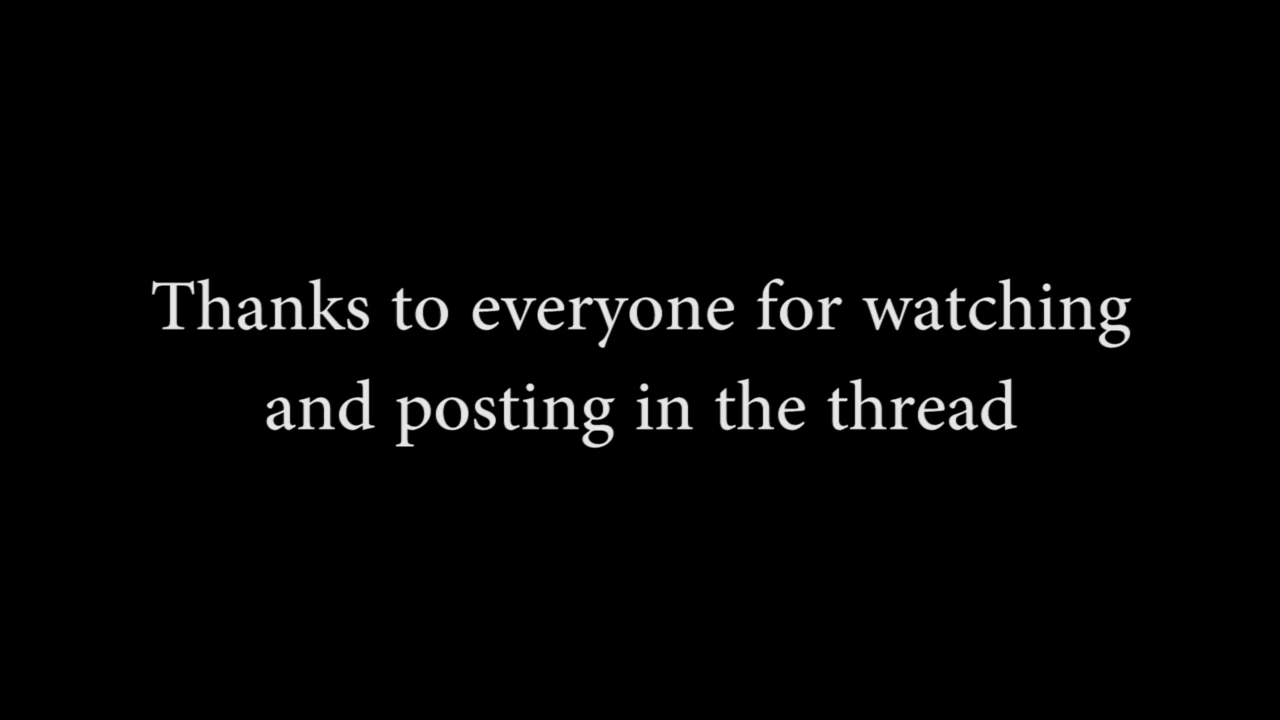 Thanks to everyone for watching
and posting in the thread